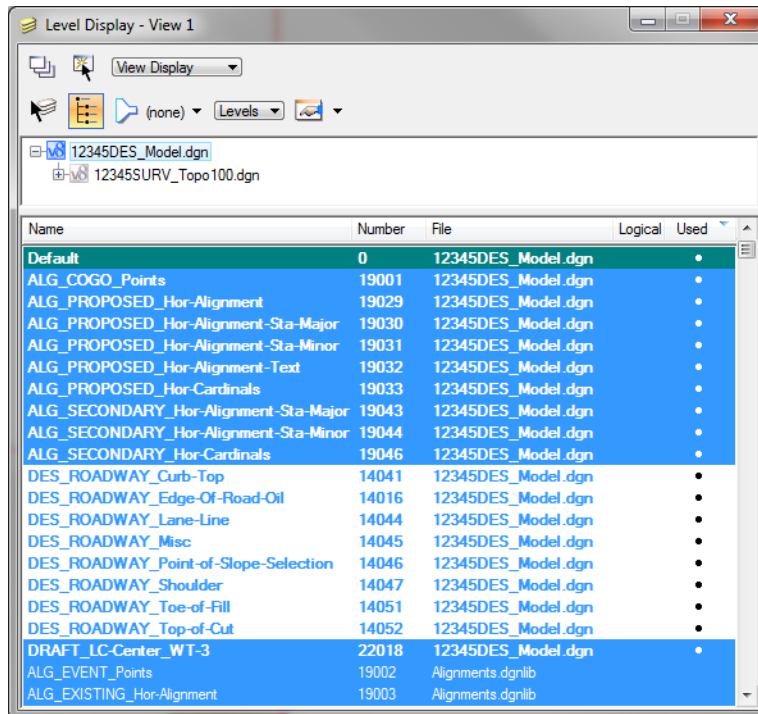 Level Display - View 1
View Display
(none) Levels
12345DES_Model.dgn
12345SURV_Topo100.dgn
Name Number File Logical Used
Default 0 12345DES_Model.dgn
ALG_COGO_Points 19001 12345DES_Model.dgn
ALG_PROPOSED_Hor-Alignment 19029 12345DES_Model.dgn
ALG_PROPOSED_Hor-Alignment-Sta-Major 19030 12345DES_Model.dgn
ALG_PROPOSED_Hor-Alignment-Sta-Minor 19031 12345DES_Model.dgn
ALG_PROPOSED_Hor-Alignment-Text 19032 12345DES_Model.dgn
ALG_PROPOSED_Hor-Cardinals 19033 12345DES_Model.dgn
ALG_SECONDARY_Hor-Alignment-Sta-Major 19043 12345DES_Model.dgn
ALG_SECONDARY_Hor-Alignment-Sta-Minor 19044 12345DES_Model.dgn
ALG_SECONDARY_Hor-Cardinals 19046 12345DES_Model.dgn
DES_ROADWAY_Curb-Top 14041 12345DES_Model.dgn
DES_ROADWAY_Edge-Of-Road-Oil 14016 12345DES_Model.dgn
DES_ROADWAY_Lane-Line 14044 12345DES_Model.dgn
DES_ROADWAY_Misc 14045 12345DES_Model.dgn
DES_ROADWAY_Point-of-Slope-Selection 14046 12345DES_Model.dgn
DES_ROADWAY_Shoulder 14047 12345DES_Model.dgn
DES_ROADWAY_Toe-of-Fill 14051 12345DES_Model.dgn
DES_ROADWAY_Top-of-Cut 14052 12345DES_Model.dgn
DRAFT_LC-Center_WT-3 22018 12345DES_Model.dgn
ALG_EVENT_Points 19002 Alignments.dgnlib
ALG_EXISTING_Hor-Alignment 19003 Alignments.dgnlib